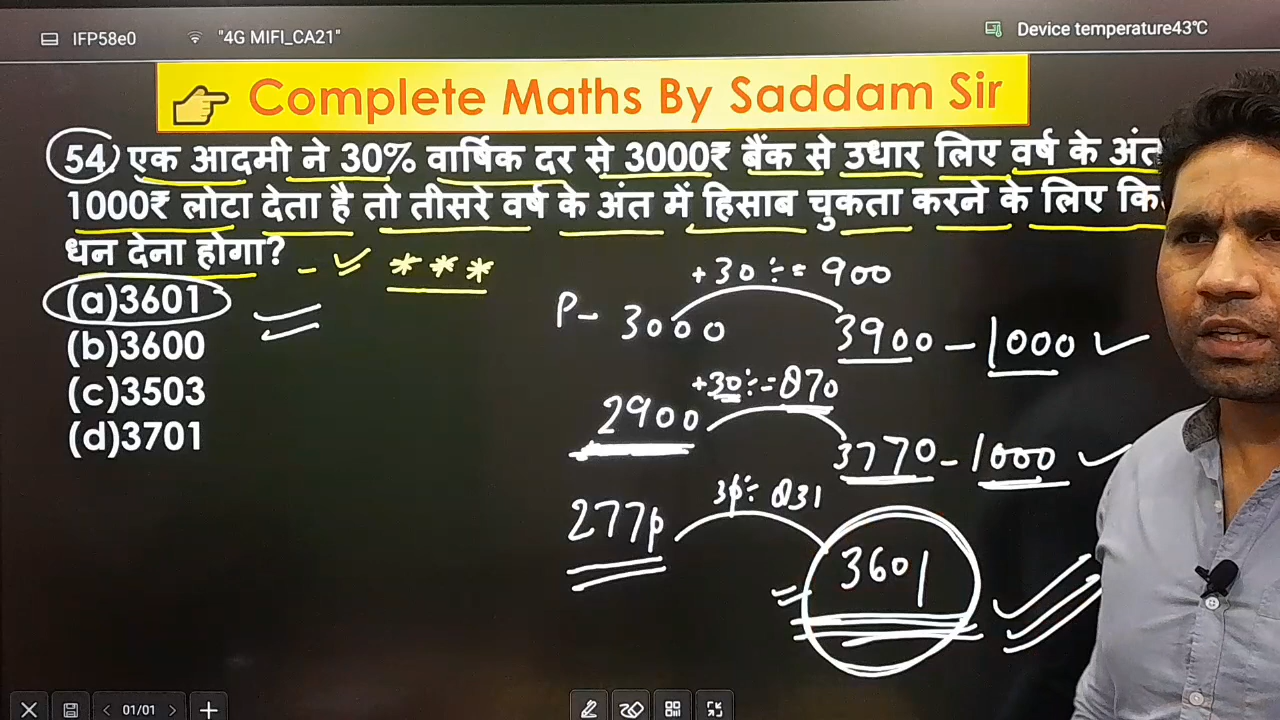 IFP58e0 "4G MIFI_CA21" Device temperature43℃
Complete Maths By Saddam Sir
54) एक आदमी ने 30% वार्षिक दर से 3000₹ बैंक से उधार लिए वर्ष के अंत
1000₹ लोटा देता है तो तीसरे वर्ष के अंत में हिसाब चुकता करने के लिए
धन देना होगा?
(a)3601
(b)3600
(c)3503
(d)3701
+30 ÷ = 900
P- 3000 3900 - 1000
+30 ÷ = 870
2900 3770 - 1000
30 ÷ 831
2770 3601
01/01